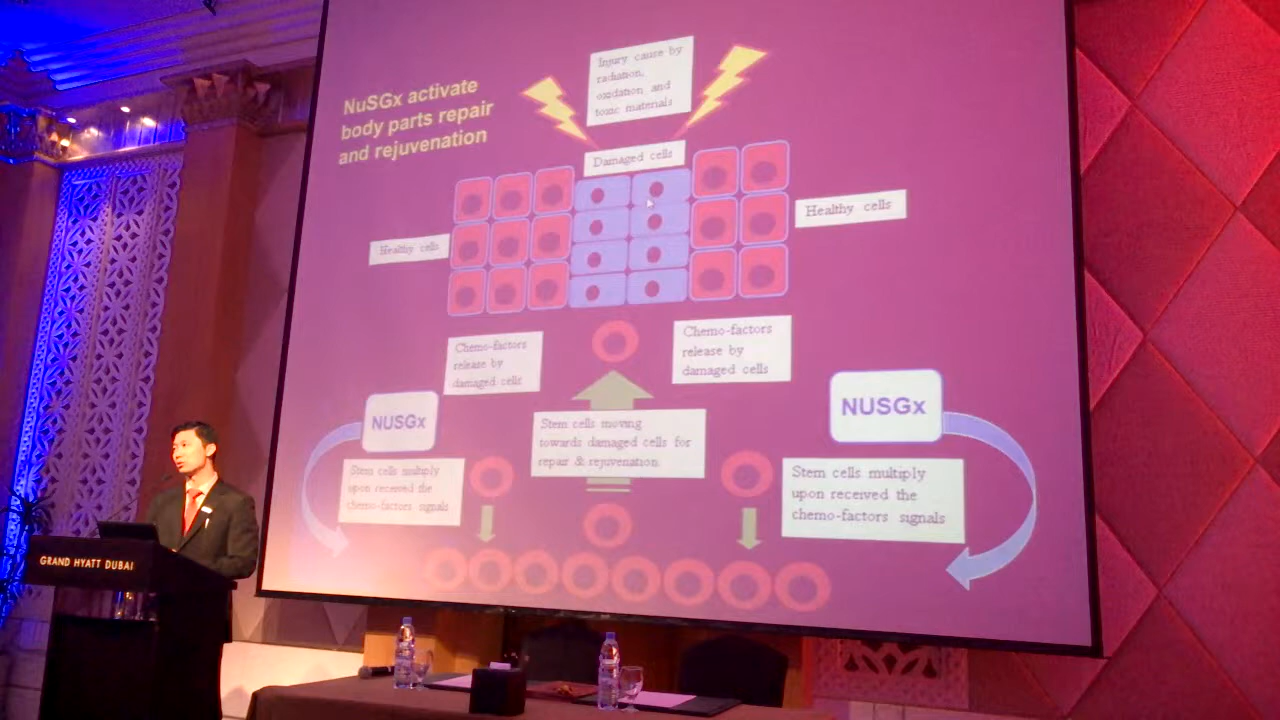 NuSGx activate
body parts repair
and rejuvenation
Injury cause by
radiation,
oxidation and
toxic materials
Damaged cells
Healthy cells
Healthy cells
Chemo-factors
release by
damaged cells
Chemo-factors
release by
damaged cells
NUSGx
NUSGx
Stem cells moving
towards damaged cells for
repair & rejuvenation.
Stem cells multiply
upon received the
chemo-factors signals
Stem cells multiply
upon received the
chemo-factors signals
GRAND HYATT DUBAI